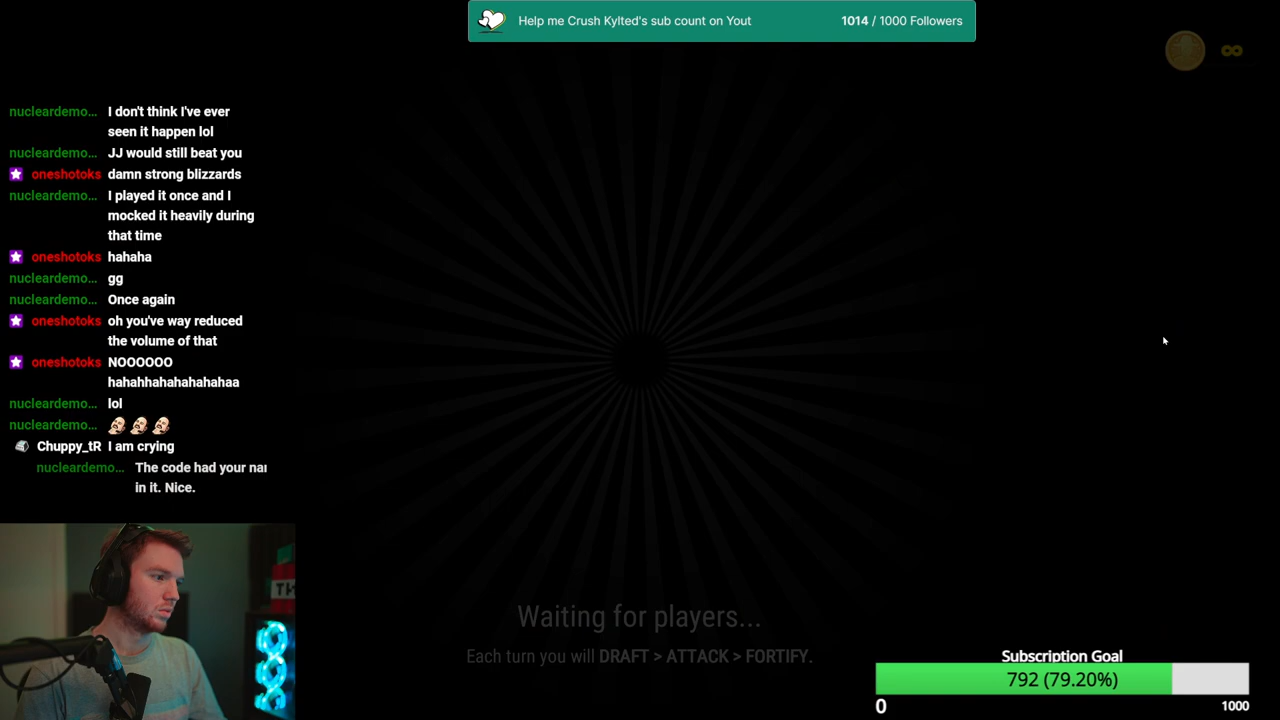 Help me Crush Kylted's sub count on Yout
1014 / 1000 Followers
nucleardemo... I don't think I've ever
seen it happen lol
nucleardemo... JJ would still beat you
oneshotoks damn strong blizzards
nucleardemo... I played it once and I
mocked it heavily during
that time
oneshotoks hahaha
nucleardemo... gg
nucleardemo... Once again
oneshotoks oh you've way reduced
the volume of that
oneshotoks NOOOOOO
hahahhahahahahahaa
nucleardemo... lol
nucleardemo...
Chuppy_tR I am crying
nucleardemo... The code had your nar
in it. Nice.
Waiting for players...
Each turn you will DRAFT > ATTACK > FORTIFY.
Subscription Goal
792 (79.20%)
0 1000